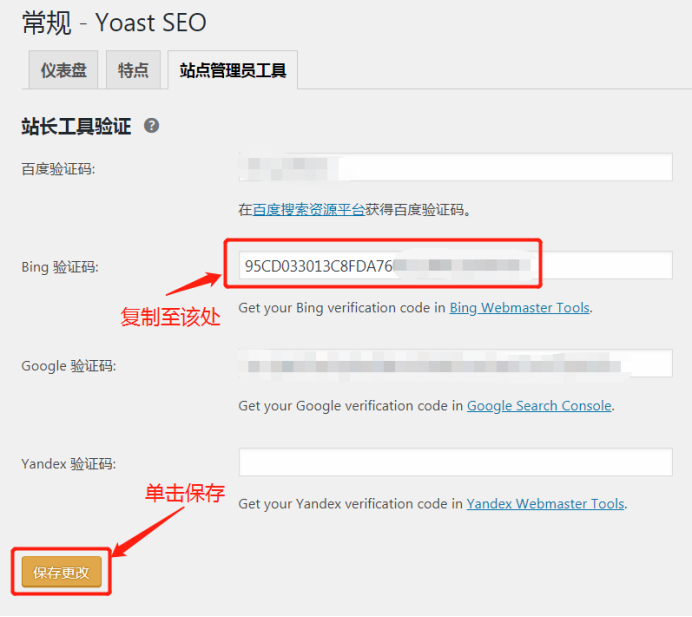 常规 - Yoast SEO
仪表盘 特点 站点管理员工具
站长工具验证 ?
百度验证码:
在百度搜索资源平台获得百度验证码。
Bing 验证码: 95CD033013C8FDA76
复制至该处
Get your Bing verification code in Bing Webmaster Tools.
Google 验证码:
Get your Google verification code in Google Search Console.
Yandex 验证码:
单击保存
Get your Yandex verification code in Yandex Webmaster Tools.
保存更改